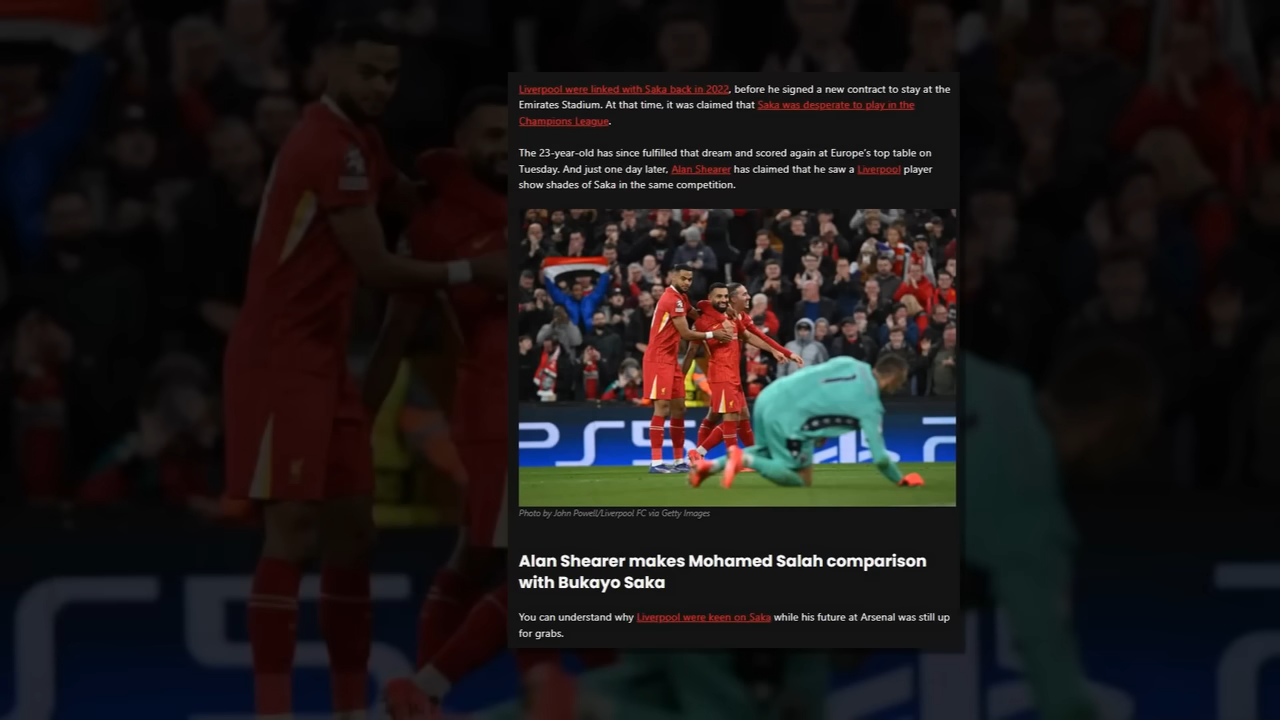 Liverpool were linked with Saka back in 2022, before he signed a new contract to stay at the
Emirates Stadium. At that time, it was claimed that Saka was desperate to play in the
Champions League.
The 23-year-old has since fulfilled that dream and scored again at Europe's top table on
Tuesday. And just one day later, Alan Shearer has claimed that he saw a Liverpool player
show shades of Saka in the same competition.
1
PS5
Photo by John Powell/Liverpool FC via Getty Images
Alan Shearer makes Mohamed Salah comparison
with Bukayo Saka
You can understand why Liverpool were keen on Saka while his future at Arsenal was still up
for grabs.